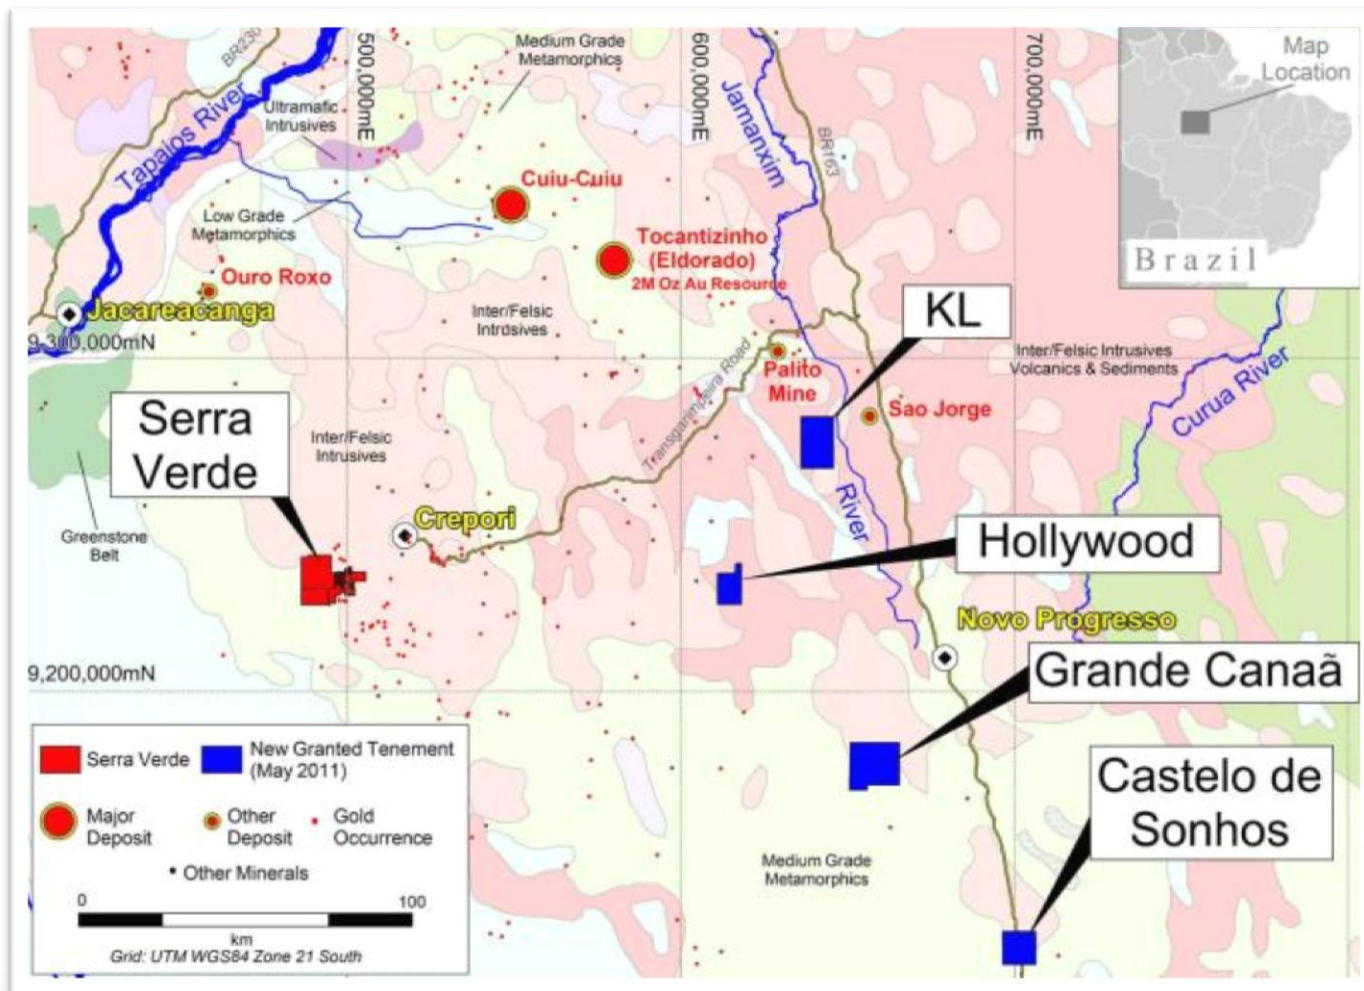 BR230
500,000mE
Medium Grade
Metamorphics
600,000mE
Jamanxim
BR163
700,000mE
Map
Location
Brazil
Tapaios River
Ultramafic
Intrusives
Cuiu-Cuiu
Low Grade
Metamorphics
Tocantizinho
(Eldorado)
2M Oz Au Resource
Ouro Roxo
Jacareacanga
Inter/Felsic
Intrusives
KL
9,300,000mN
Transgarimpeira Road
Palito
Mine
Inter/Felsic Intrusives
Volcanics & Sediments
Curua River
Sao Jorge
Serra
Verde
Inter/Felsic
Intrusives
River
Crepori
Greenstone
Belt
Hollywood
Novo Progresso
9,200,000mN
Grande Canaã
Castelo de
Sonhos
Medium Grade
Metamorphics
Serra Verde
New Granted Tenement
(May 2011)
Major
Deposit
Other
Deposit
Gold
Occurrence
Other Minerals
0 100
km
Grid: UTM WGS84 Zone 21 South